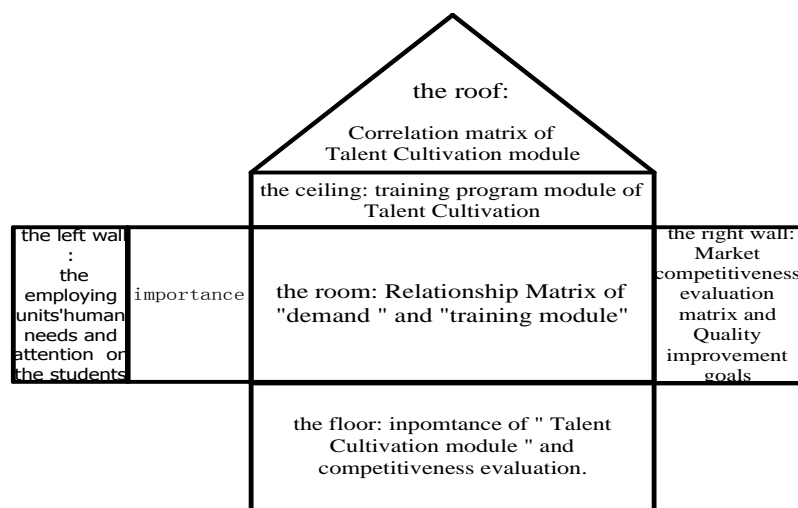 the roof:
Correlation matrix of
Talent Cultivation module
the ceiling: training program module of
Talent Cultivation
the left wall
:
the
employing
units'human
needs and
attention on
the students
importance
the room: Relationship Matrix of
"demand " and "training module"
the right wall:
Market
competitiveness
evaluation
matrix and
Quality
improvement
goals
the floor: inpomtance of " Talent
Cultivation module " and
competitiveness evaluation.